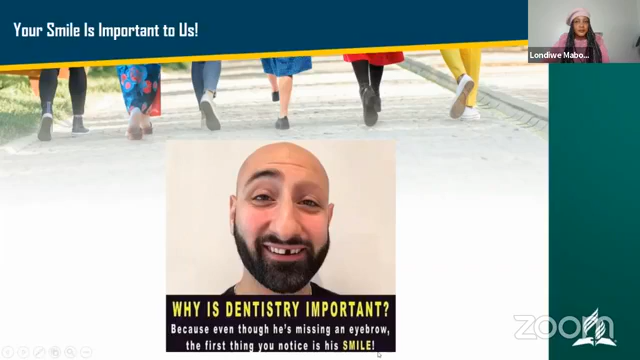 Your Smile Is Important to Us!
Londiwe Mabo...
WHY IS DENTISTRY IMPORTANT?
Because even though he's missing an eyebrow,
the first thing you notice is his SMILE!
zoom